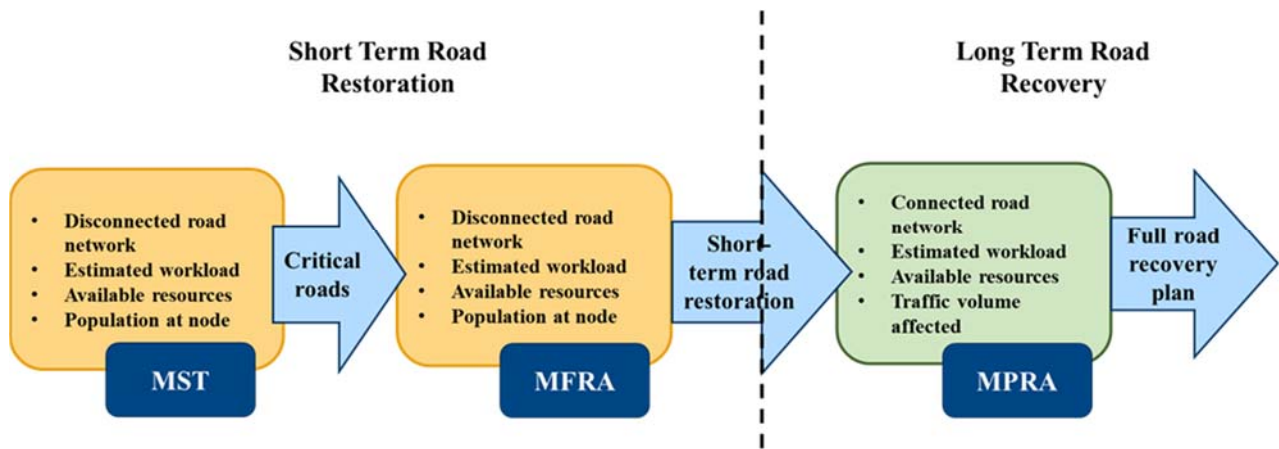 Short Term Road
Restoration
Long Term Road
Recovery
• Disconnected road
network
• Estimated workload
• Available resources
• Population at node
MST
Critical
roads
• Disconnected road
network
• Estimated workload
• Available resources
• Population at node
MFRA
Short-
term road
restoration
• Connected road
network
• Estimated workload
• Available resources
• Traffic volume
affected
MPRA
Full road
recovery
plan